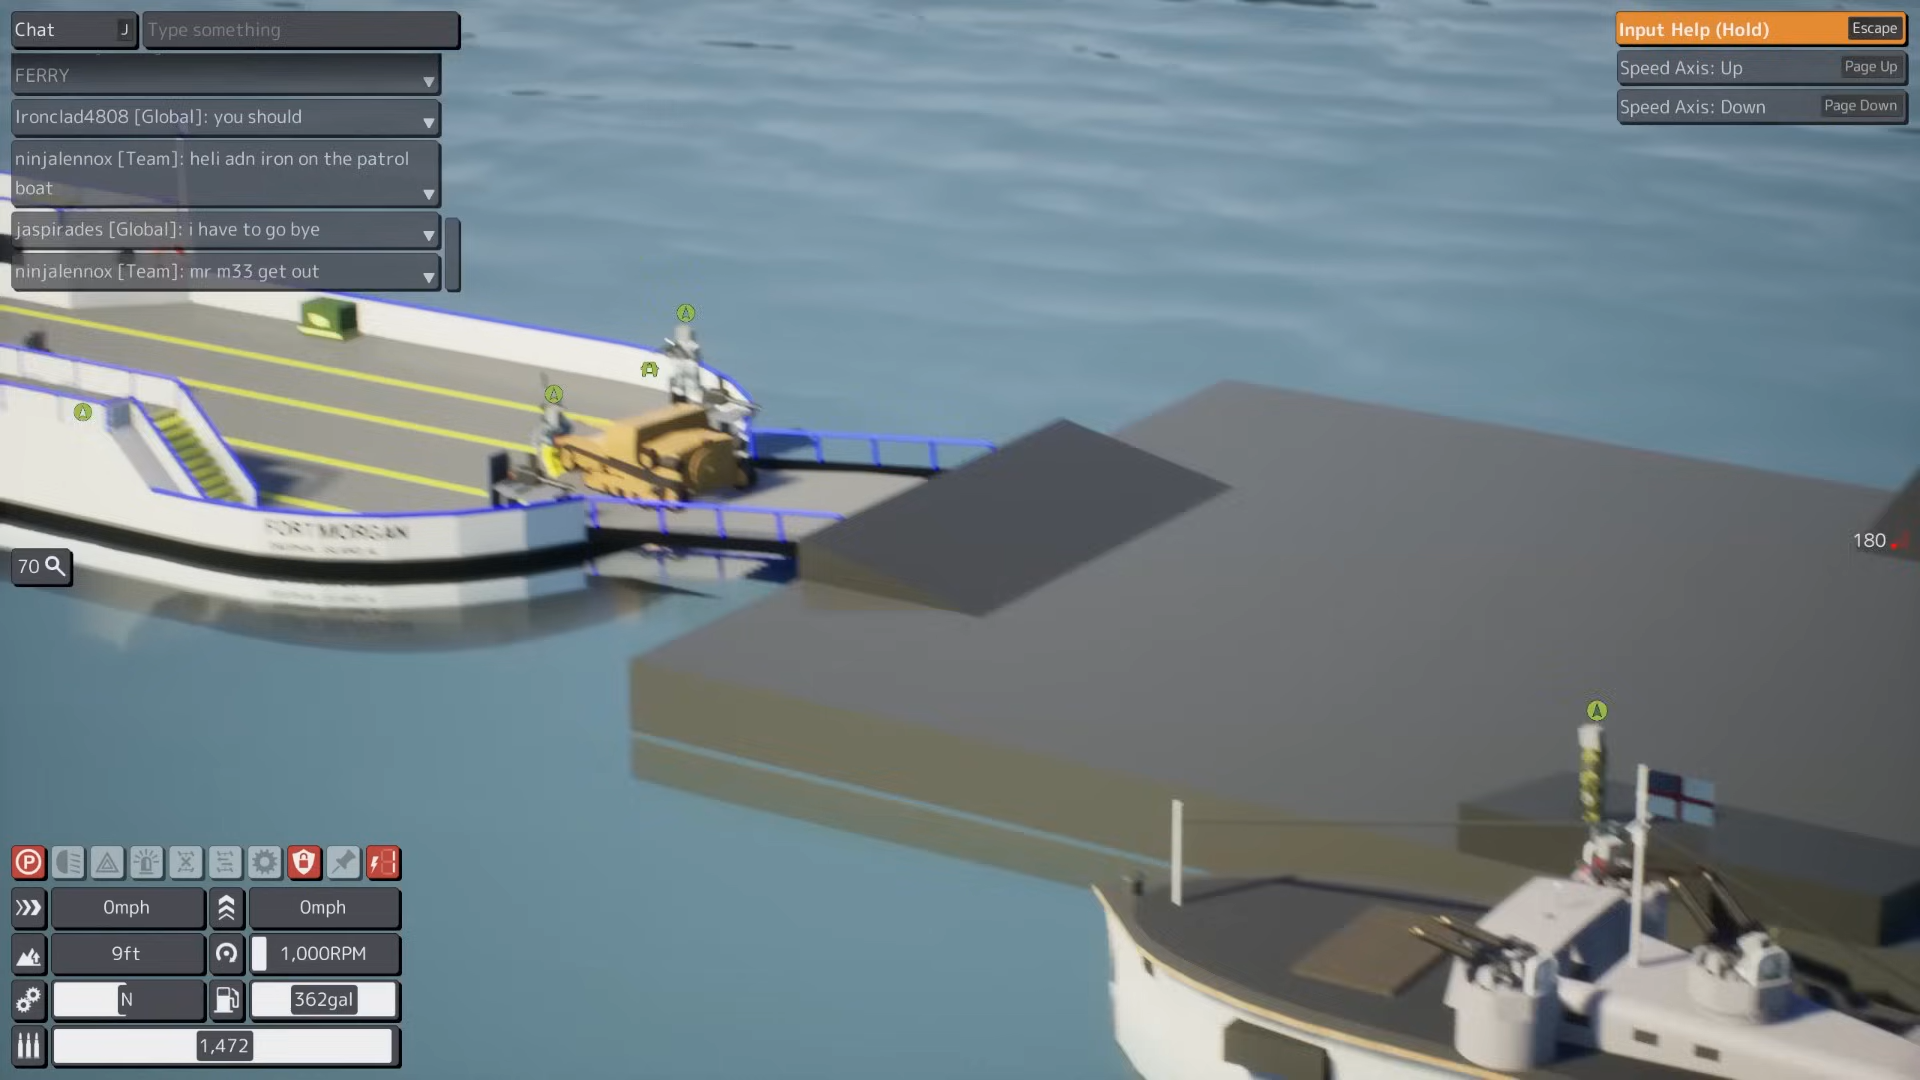 Chat J Type something
FERRY
Ironclad4808 [Global]: you should
ninjalennox [Team]: heli adn iron on the patrol
boat
jaspirades [Global]: i have to go bye
ninjalennox [Team]: mr m33 get out
Input Help (Hold) Escape
Speed Axis: Up Page Up
Speed Axis: Down Page Down
FORT MORGAN
70
180
P
0mph 0mph
9ft 1,000RPM
N 362gal
1,472